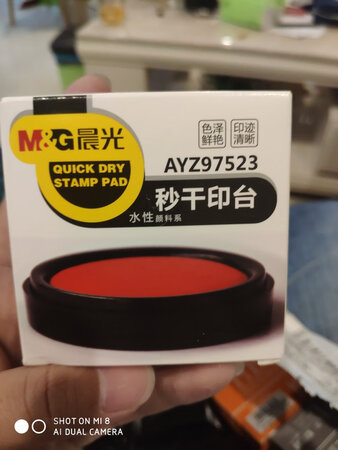 M&G晨光
QUICK DRY
STAMP PAD
色泽
鲜艳
印迹
清晰
AYZ97523
秒干印台
水性颜料系
SHOT ON MI 8
AI DUAL CAMERA